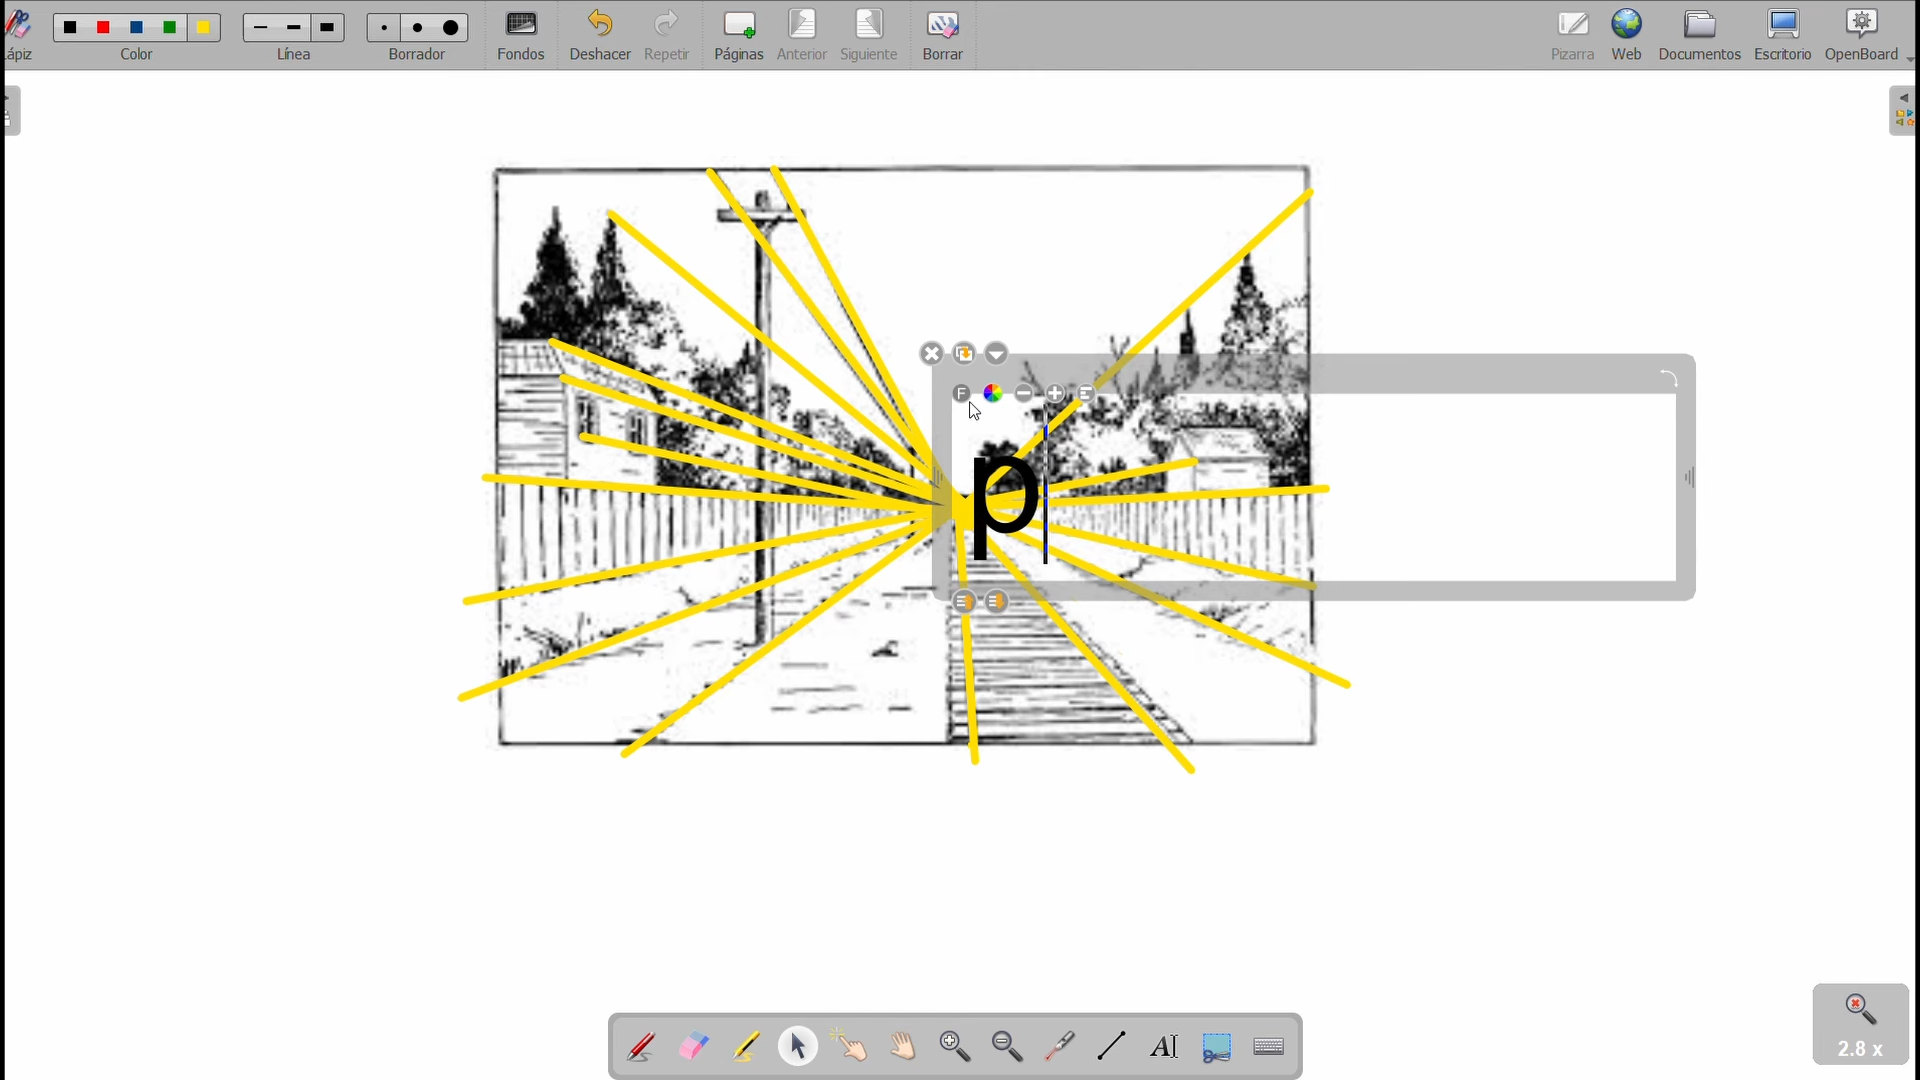 Lápiz
Color
Línea
Borrador
Fondos
Deshacer
Repetir
Páginas
Anterior
Siguiente
Borrar
Pizarra
Web
Documentos
Escritorio
OpenBoard
F
p
2.8 x